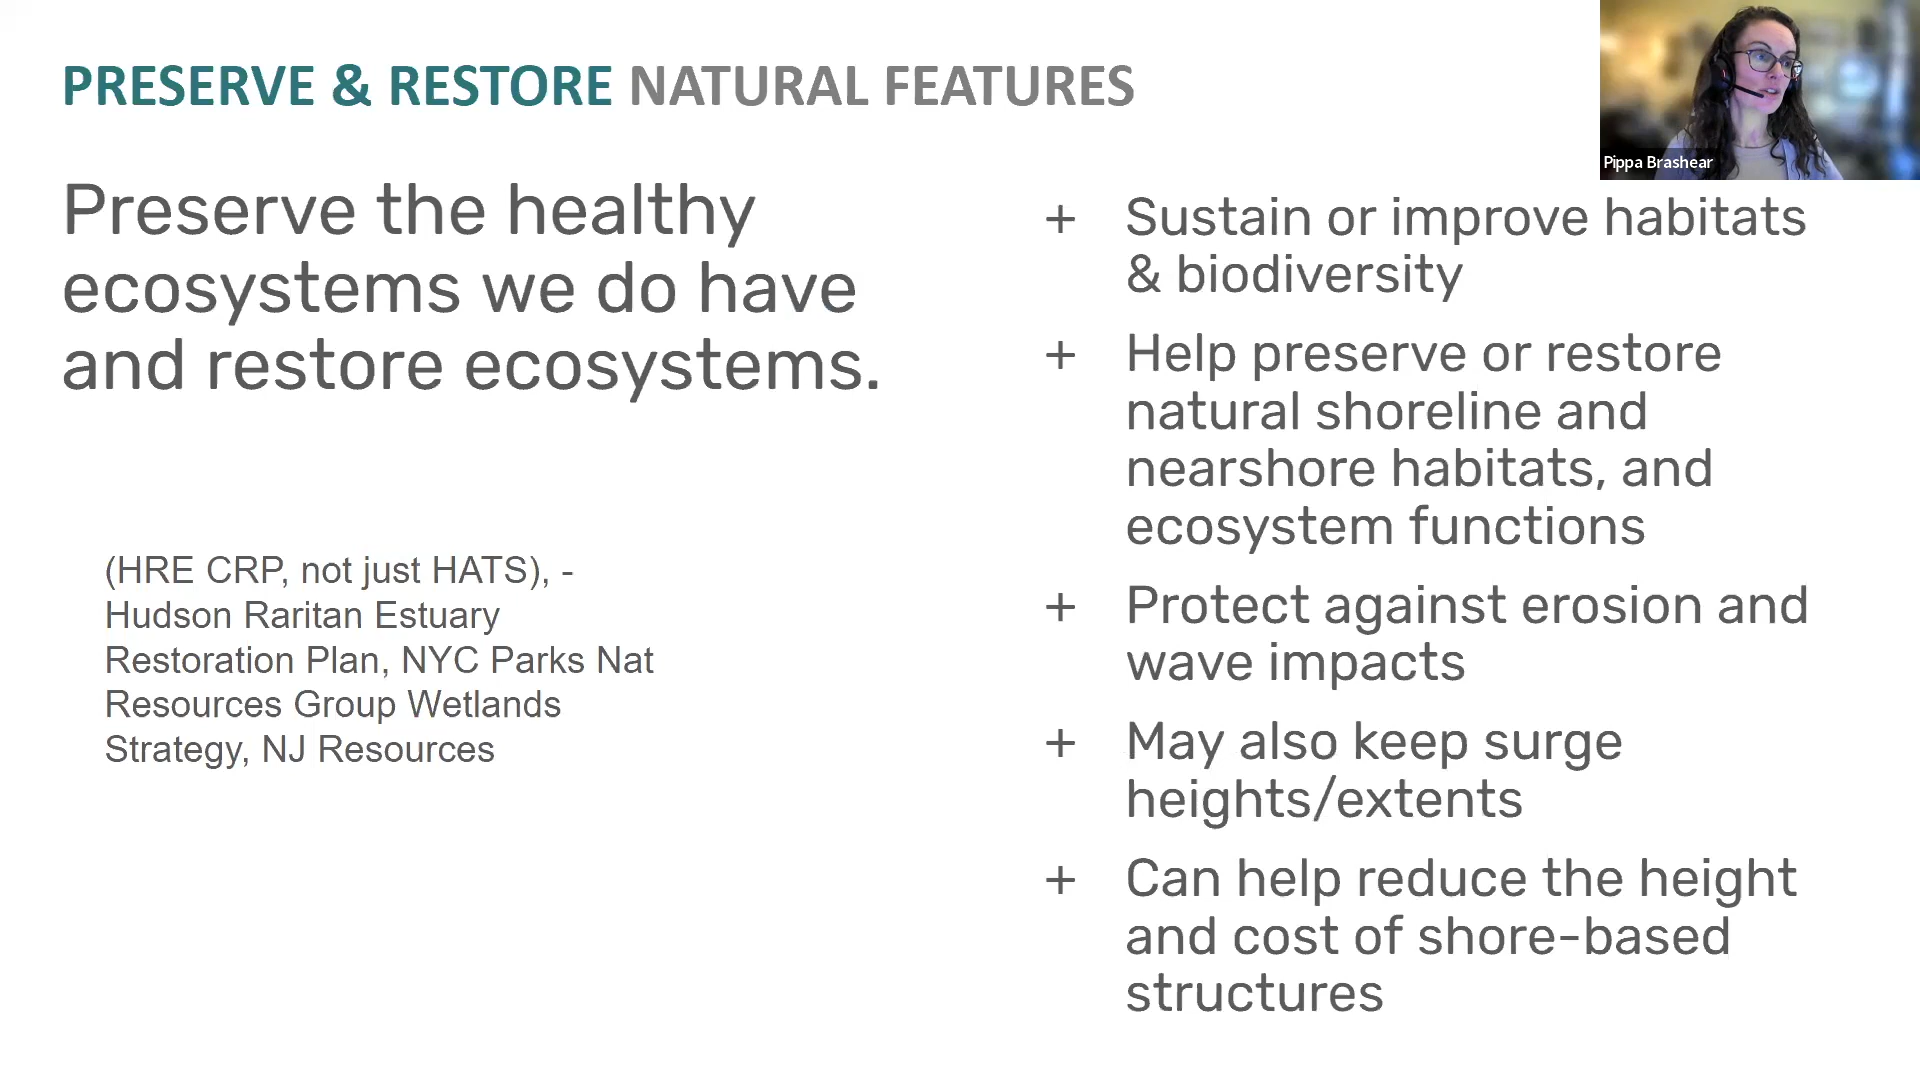 PRESERVE & RESTORE NATURAL FEATURES
Pippa Brashear
Preserve the healthy
ecosystems we do have
and restore ecosystems.
(HRE CRP, not just HATS), -
Hudson Raritan Estuary
Restoration Plan, NYC Parks Nat
Resources Group Wetlands
Strategy, NJ Resources
+ Sustain or improve habitats
& biodiversity
+ Help preserve or restore
natural shoreline and
nearshore habitats, and
ecosystem functions
+ Protect against erosion and
wave impacts
+ May also keep surge
heights/extents
+ Can help reduce the height
and cost of shore-based
structures